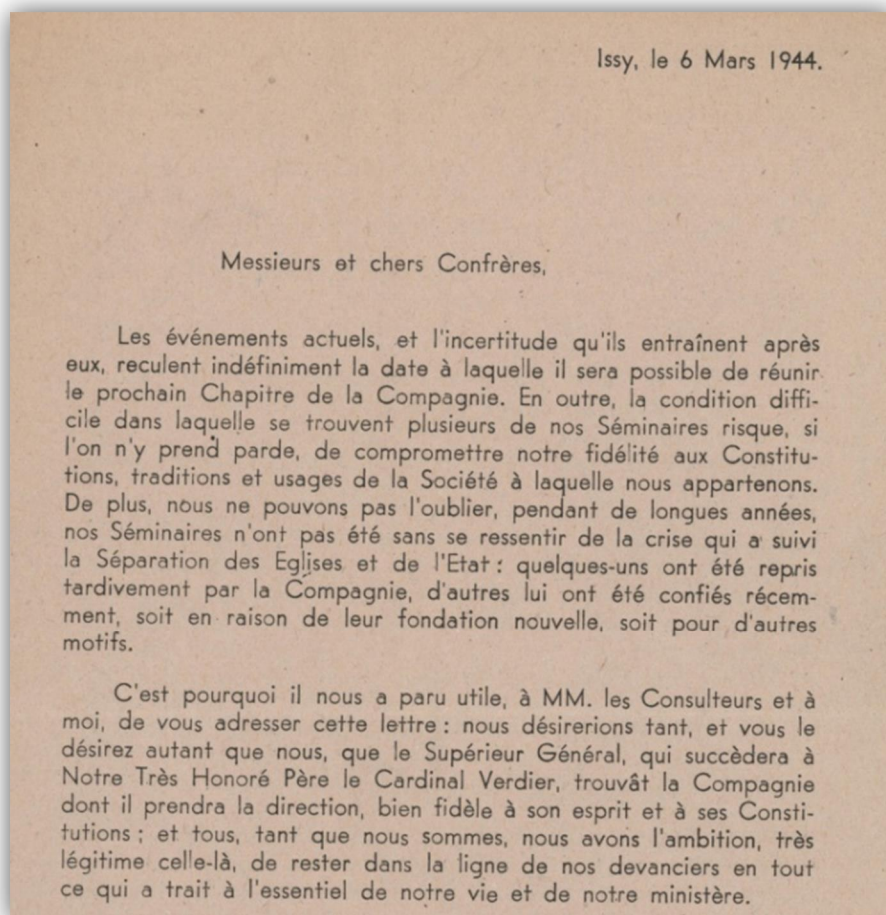 Issy, le 6 Mars 1944.
Messieurs et chers Confrères,
Les événements actuels, et l'incertitude qu'ils entraînent après
eux, reculent indéfiniment la date à laquelle il sera possible de réunir
le prochain Chapitre de la Compagnie. En outre, la condition diffi-
cile dans laquelle se trouvent plusieurs de nos Séminaires risque, si
l'on n'y prend parde, de compromettre notre fidélité aux Constitu-
tions, traditions et usages de la Société à laquelle nous appartenons.
De plus, nous ne pouvons pas l'oublier, pendant de longues années,
nos Séminaires n'ont pas été sans se ressentir de la crise qui a suivi
la Séparation des Eglises et de l'Etat : quelques-uns ont été repris
tardivement par la Compagnie, d'autres lui ont été confiés récem-
ment, soit en raison de leur fondation nouvelle, soit pour d'autres
motifs.
C'est pourquoi il nous a paru utile, à MM. les Consulteurs et à
moi, de vous adresser cette lettre : nous désirerions tant, et vous le
désirez autant que nous, que le Supérieur Général, qui succèdera à
Notre Très Honoré Père le Cardinal Verdier, trouvât la Compagnie
dont il prendra la direction, bien fidèle à son esprit et à ses Consti-
tutions ; et tous, tant que nous sommes, nous avons l'ambition, très
légitime celle-là, de rester dans la ligne de nos devanciers en tout
ce qui a trait à l'essentiel de notre vie et de notre ministère.